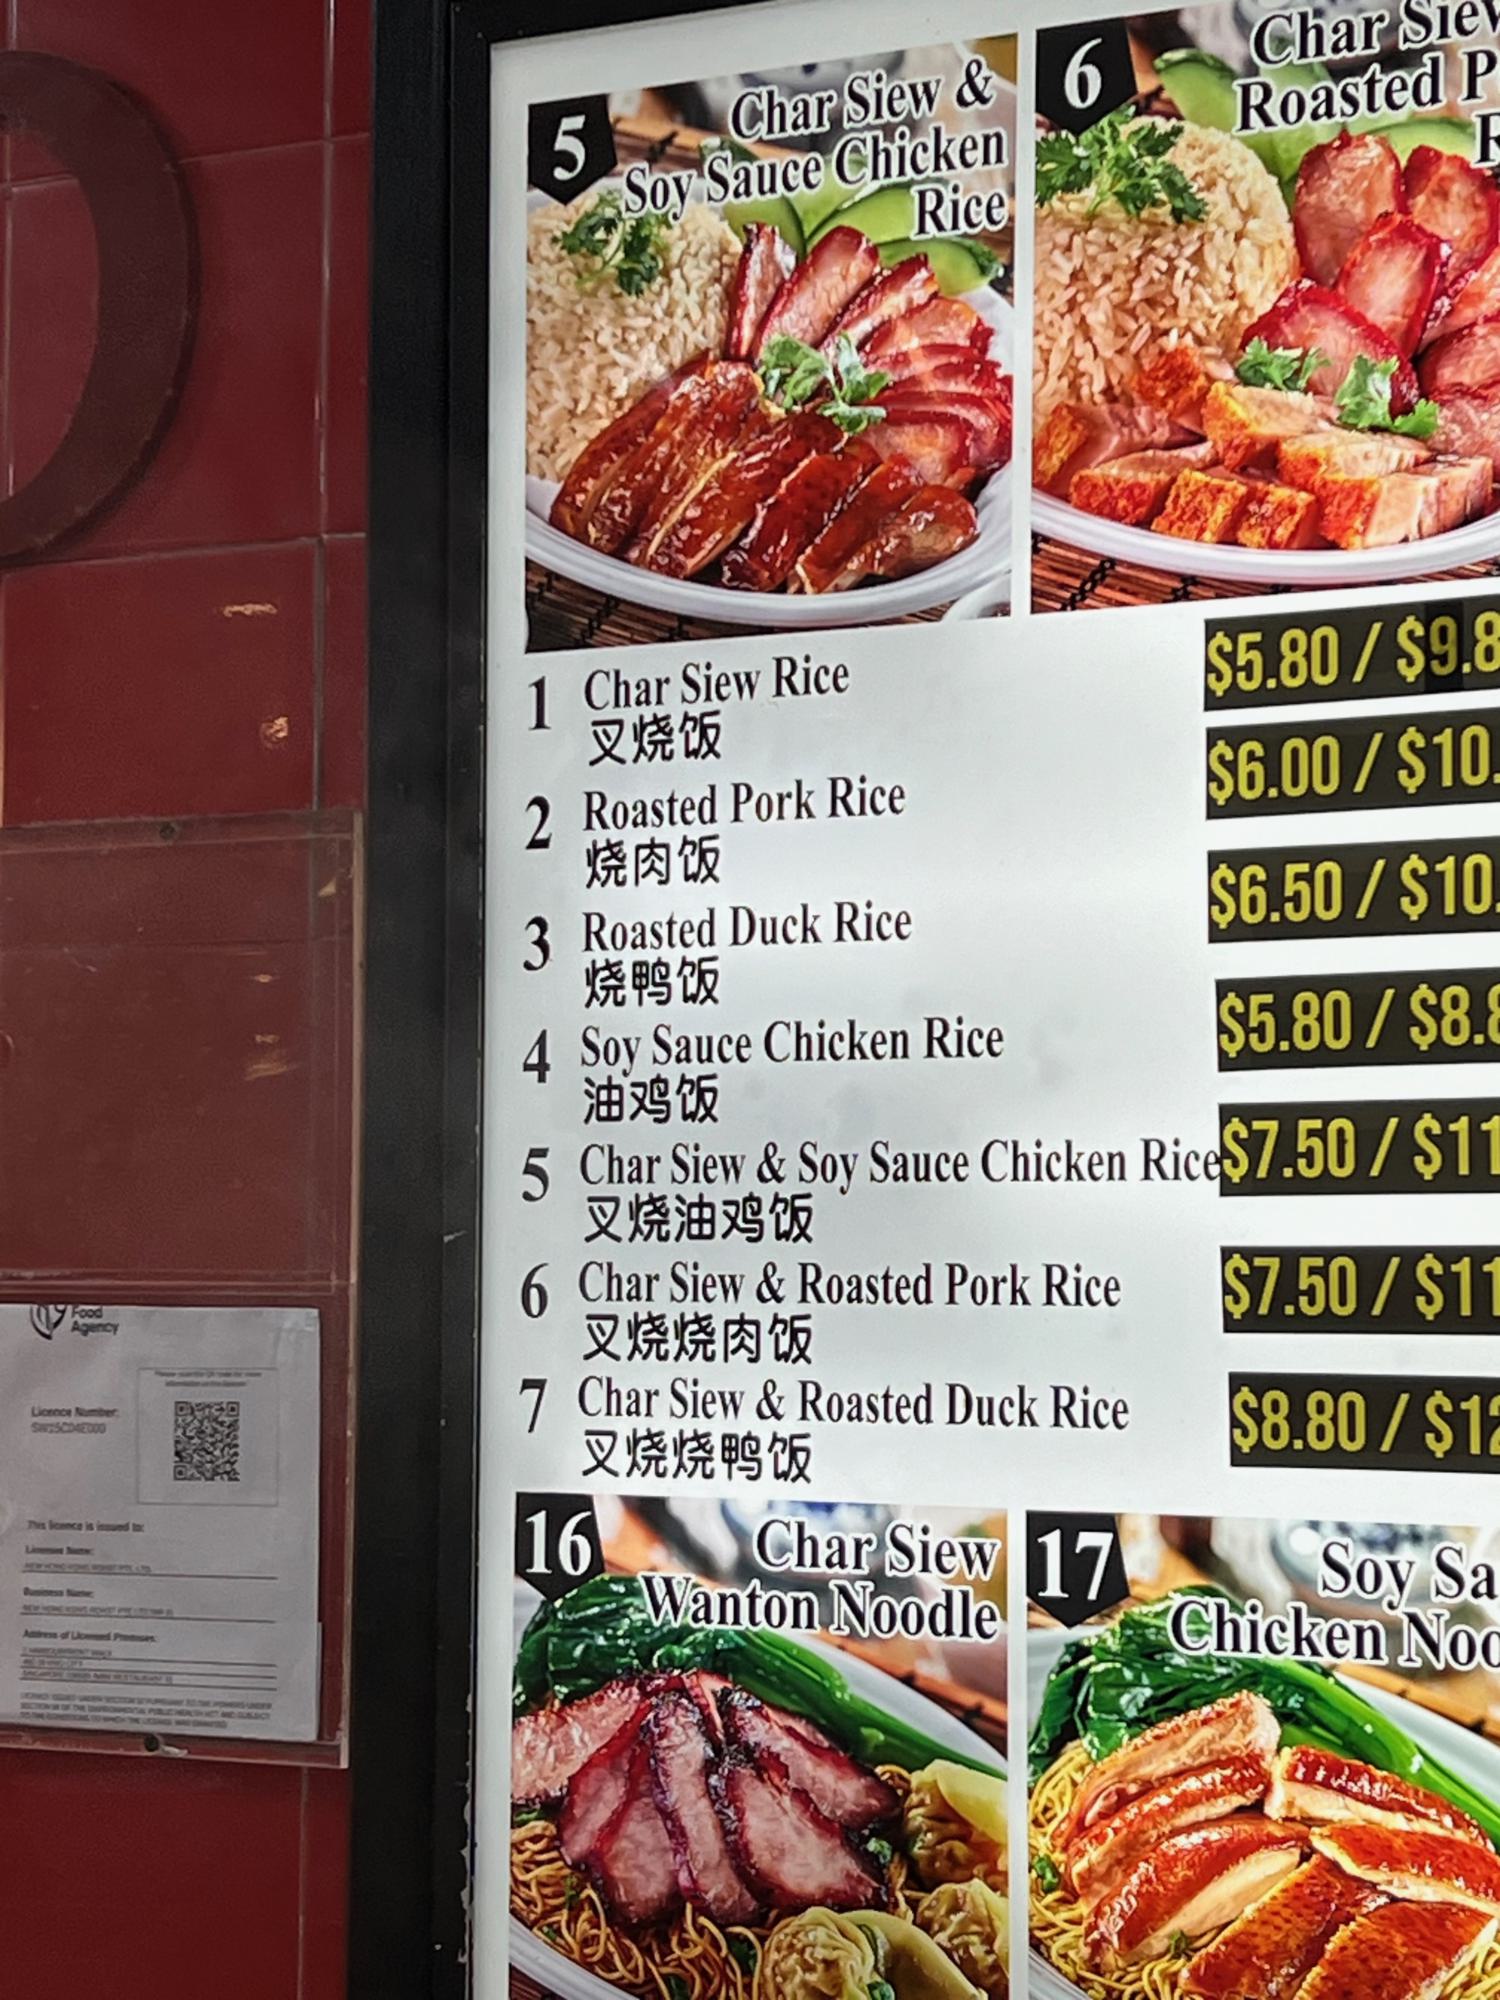 5
Char Siew &
Soy Sauce Chicken
Rice
6
Char Siew
Roasted P
R
1 Char Siew Rice $5.80 / $9.8
叉烧饭
2 Roasted Pork Rice $6.00 / $10.
烧肉饭
3 Roasted Duck Rice $6.50 / $10.
烧鸭饭
4 Soy Sauce Chicken Rice $5.80 / $8.8
油鸡饭
5 Char Siew & Soy Sauce Chicken Rice $7.50 / $11
叉烧油鸡饭
6 Char Siew & Roasted Pork Rice $7.50 / $11
叉烧烧肉饭
7 Char Siew & Roasted Duck Rice $8.80 / $12
叉烧烧鸭饭
16
Char Siew
Wanton Noodle
17
Soy Sa
Chicken Noo
Food
Agency
Licence Number:
This licence is issued to:
Licensee Name:
Business Name:
Address of Licensed Premises: